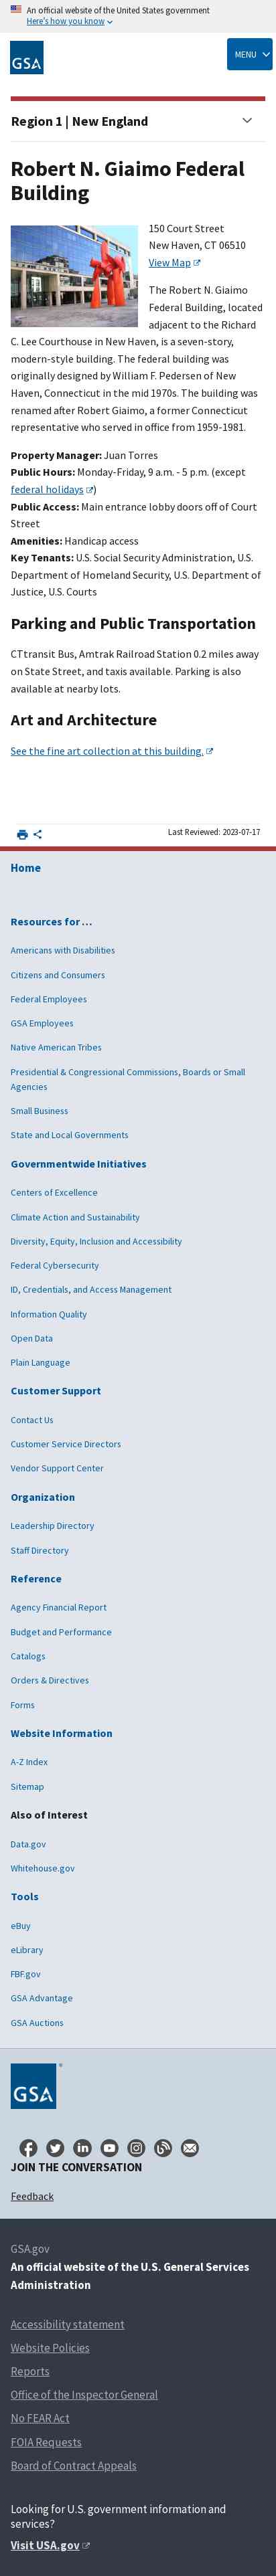 An official website of the United States government
Here's how you know
GSA
MENU
Region 1 | New England
Robert N. Giaimo Federal
Building
150 Court Street
New Haven, CT 06510
View Map
The Robert N. Giaimo
Federal Building, located
adjacent to the Richard
C. Lee Courthouse in New Haven, is a seven-story,
modern-style building. The federal building was
originally designed by William F. Pedersen of New
Haven, Connecticut in the mid 1970s. The building was
renamed after Robert Giaimo, a former Connecticut
representative who served in office from 1959-1981.
Property Manager: Juan Torres
Public Hours: Monday-Friday, 9 a.m. - 5 p.m. (except
federal holidays)
Public Access: Main entrance lobby doors off of Court
Street
Amenities: Handicap access
Key Tenants: U.S. Social Security Administration, U.S.
Department of Homeland Security, U.S. Department of
Justice, U.S. Courts
Parking and Public Transportation
CTtransit Bus, Amtrak Railroad Station 0.2 miles away
on State Street, and taxis available. Parking is also
available at nearby lots.
Art and Architecture
See the fine art collection at this building.
Last Reviewed: 2023-07-17
Home
Resources for …
Americans with Disabilities
Citizens and Consumers
Federal Employees
GSA Employees
Native American Tribes
Presidential & Congressional Commissions, Boards or Small
Agencies
Small Business
State and Local Governments
Governmentwide Initiatives
Centers of Excellence
Climate Action and Sustainability
Diversity, Equity, Inclusion and Accessibility
Federal Cybersecurity
ID, Credentials, and Access Management
Information Quality
Open Data
Plain Language
Customer Support
Contact Us
Customer Service Directors
Vendor Support Center
Organization
Leadership Directory
Staff Directory
Reference
Agency Financial Report
Budget and Performance
Catalogs
Orders & Directives
Forms
Website Information
A-Z Index
Sitemap
Also of Interest
Data.gov
Whitehouse.gov
Tools
eBuy
eLibrary
FBF.gov
GSA Advantage
GSA Auctions
GSA ®
JOIN THE CONVERSATION
Feedback
GSA.gov
An official website of the U.S. General Services
Administration
Accessibility statement
Website Policies
Reports
Office of the Inspector General
No FEAR Act
FOIA Requests
Board of Contract Appeals
Looking for U.S. government information and
services?
Visit USA.gov